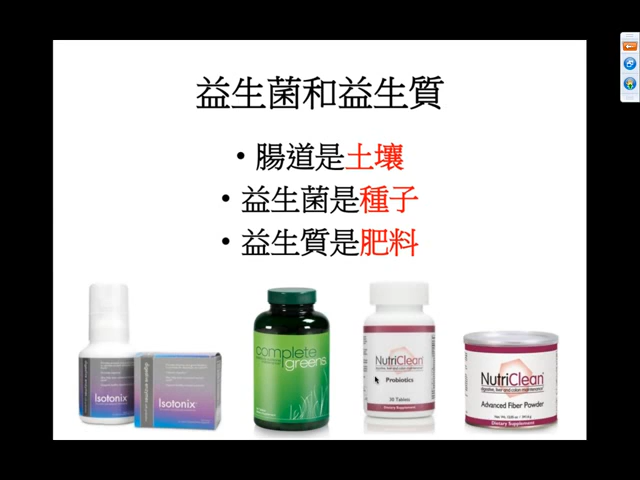 益生菌和益生質
• 腸道是土壤
• 益生菌是種子
• 益生質是肥料
Isotonix
Isotonix
complete
greens
NutriClean
Probiotics
30 Tablets
Dietary Supplement
NutriClean
Advanced Fiber Powder
Dietary Supplement